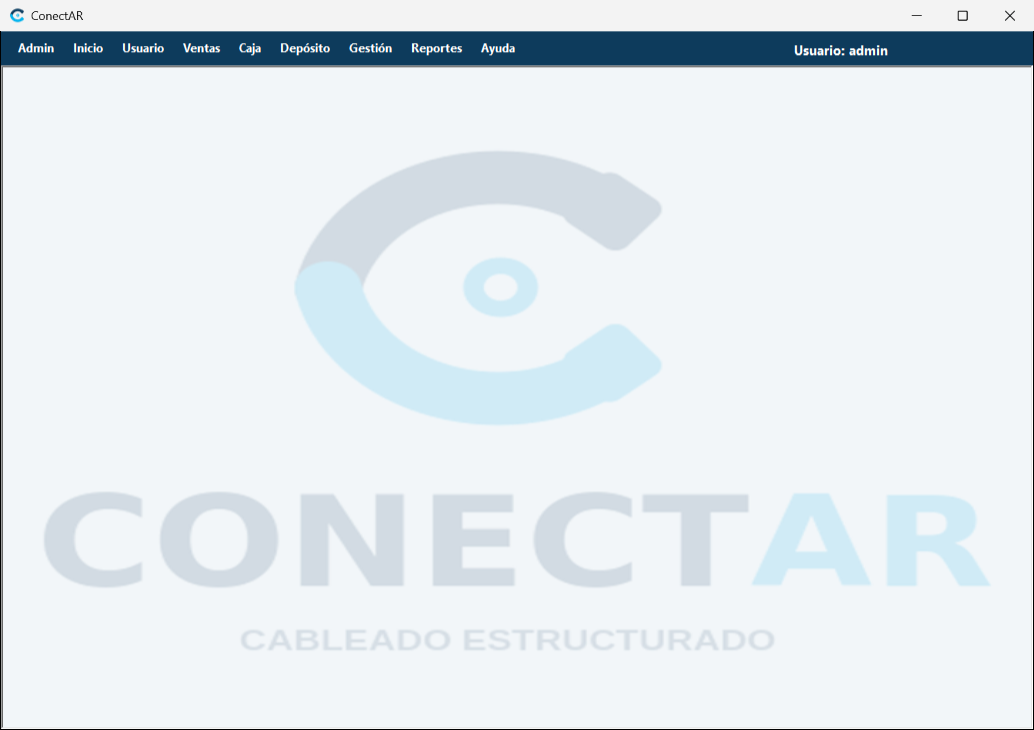 ConectAR
Admin Inicio Usuario Ventas Caja Depósito Gestión Reportes Ayuda Usuario: admin
CONECTAR
CABLEADO ESTRUCTURADO